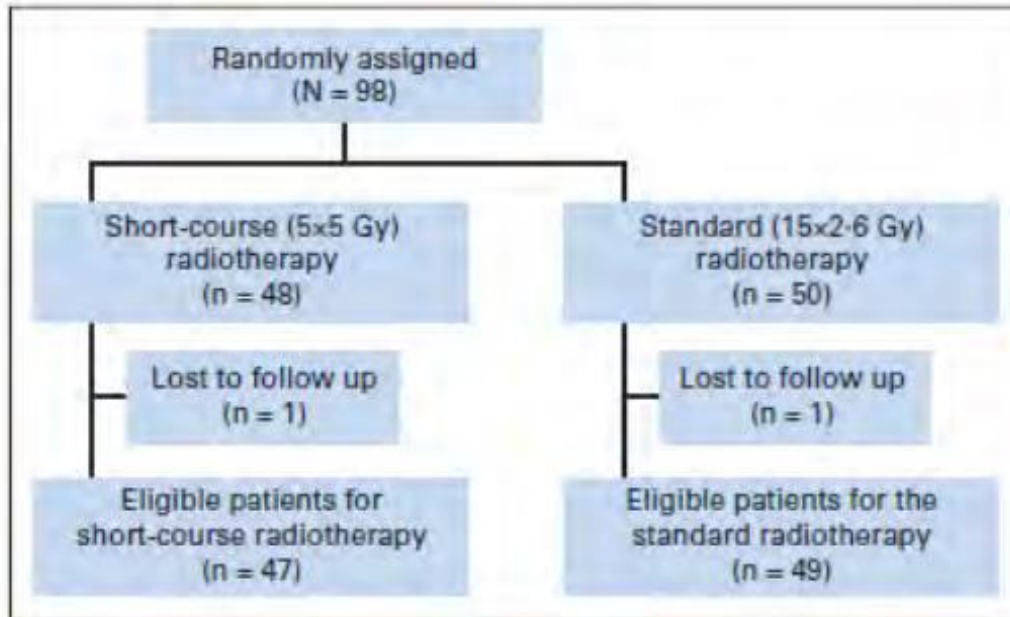 Randomly assigned
(N = 98)
Short-course (5×5 Gy)
radiotherapy
(n = 48)
Standard (15×2·6 Gy)
radiotherapy
(n = 50)
Lost to follow up
(n = 1)
Lost to follow up
(n = 1)
Eligible patients for
short-course radiotherapy
(n = 47)
Eligible patients for the
standard radiotherapy
(n = 49)